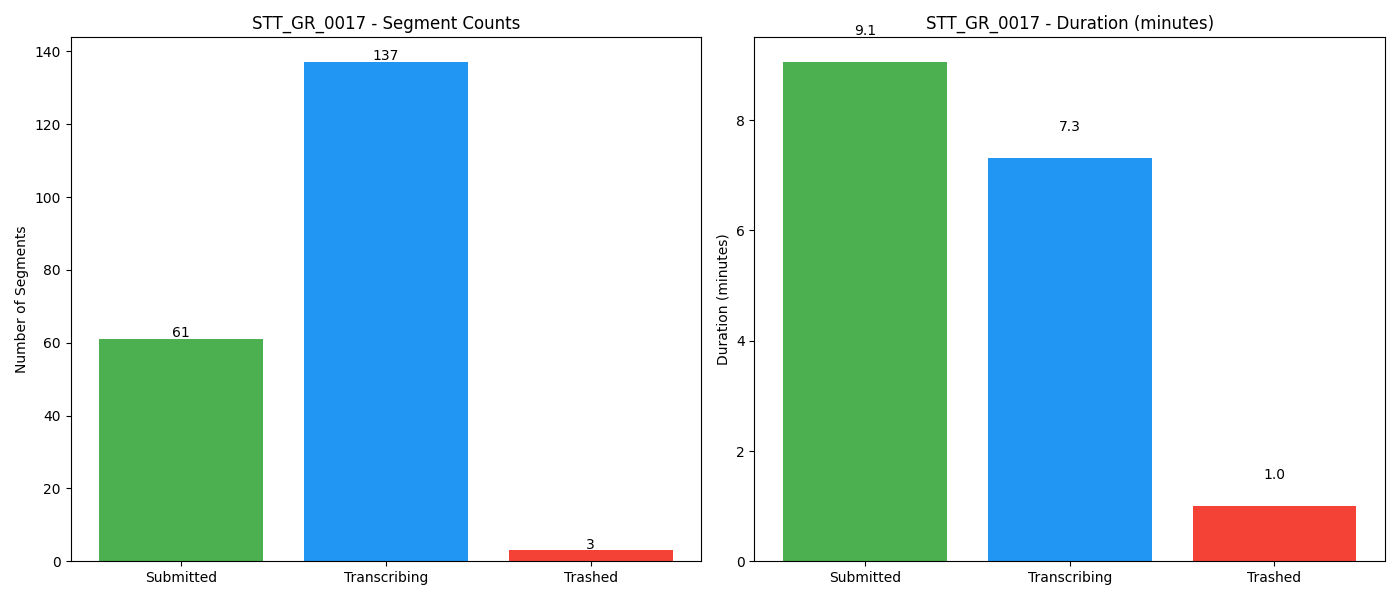 STT_GR_0017 - Segment Counts
Number of Segments
140
120
100
80
60
40
20
0
61
137
3
Submitted
Transcribing
Trashed
STT_GR_0017 - Duration (minutes)
Duration (minutes)
8
6
4
2
0
9.1
7.3
1.0
Submitted
Transcribing
Trashed